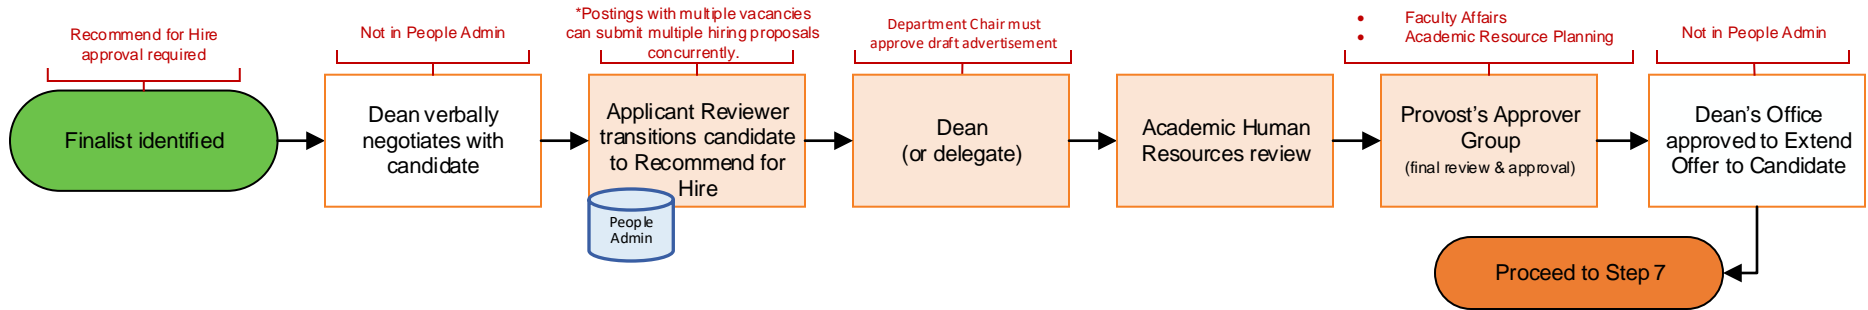 Recommend for Hire
approval required
Finalist identified
Not in People Admin
Dean verbally
negotiates with
candidate
*Postings with multiple vacancies
can submit multiple hiring proposals
concurrently.
Applicant Reviewer
transitions candidate
to Recommend for
Hire
People
Admin
Department Chair must
approve draft advertisement
Dean
(or delegate)
Academic Human
Resources review
• Faculty Affairs
• Academic Resource Planning
Provost's Approver
Group
(final review & approval)
Not in People Admin
Dean's Office
approved to Extend
Offer to Candidate
Proceed to Step 7